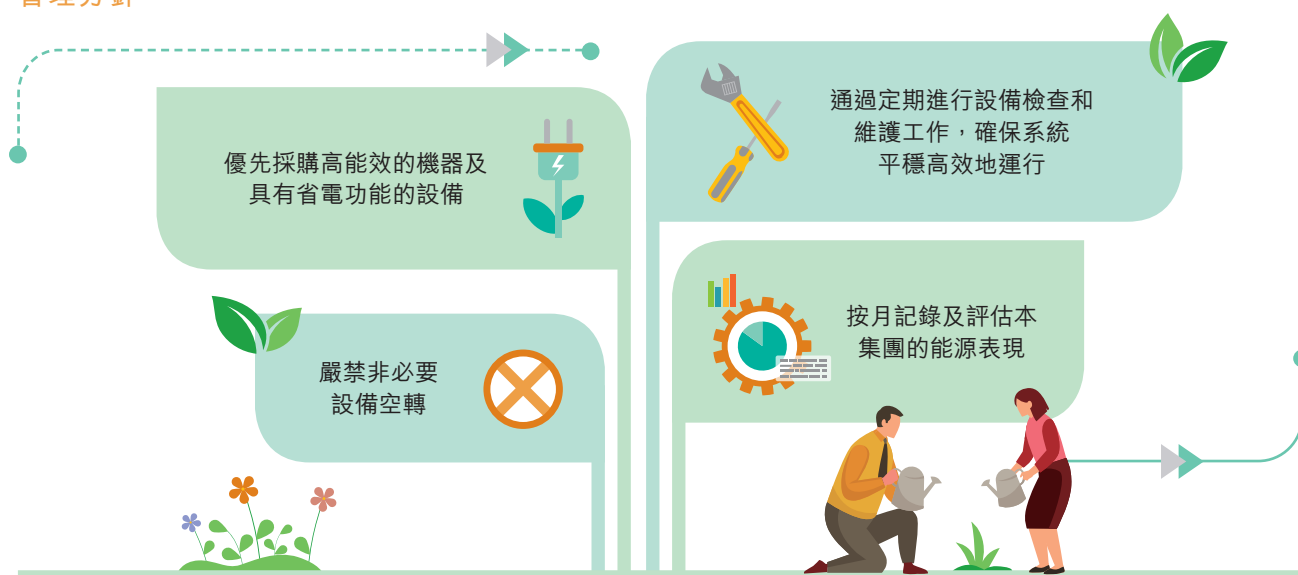 管理方針
優先採購高能效的機器及
具有省電功能的設備
通過定期進行設備檢查和
維護工作，確保系統
平穩高效地運行
嚴禁非必要
設備空轉
按月記錄及評估本
集團的能源表現